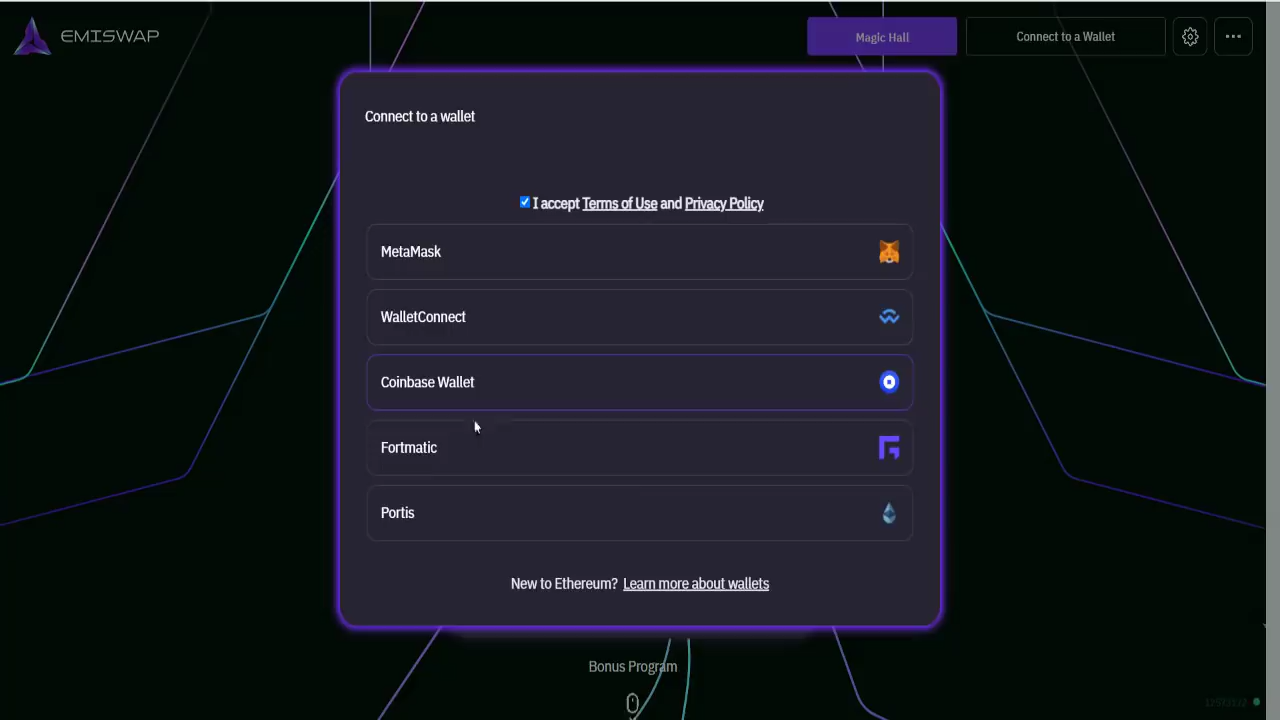 EMISWAP
Magic Hall
Connect to a Wallet
Connect to a wallet
I accept Terms of Use and Privacy Policy
MetaMask
WalletConnect
Coinbase Wallet
Fortmatic
Portis
New to Ethereum? Learn more about wallets
Bonus Program